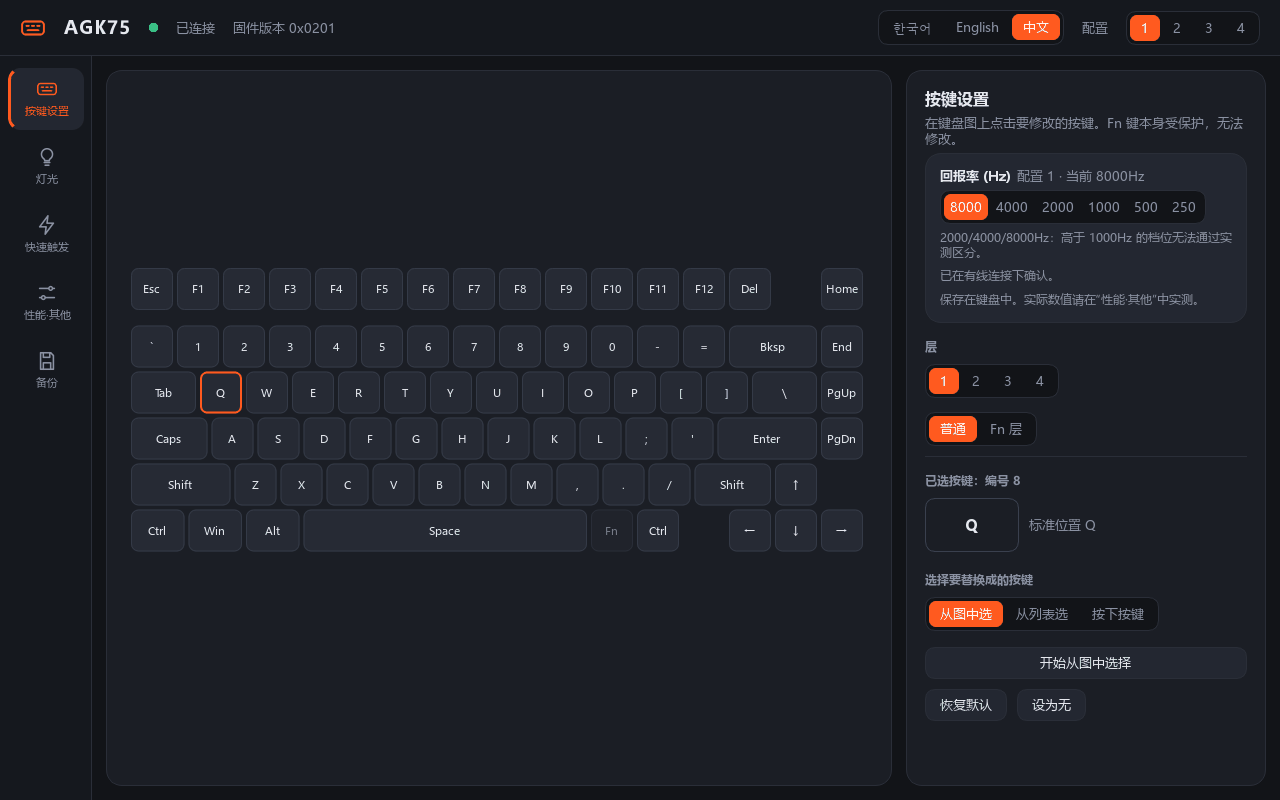 AGK75 已连接 固件版本 0x0201 한국어 English 中文 配置 1 2 3 4
按键设置
灯光
快速触发
性能·其他
备份
Esc F1 F2 F3 F4 F5 F6 F7 F8 F9 F10 F11 F12 Del Home
` 1 2 3 4 5 6 7 8 9 0 - = Bksp End
Tab Q W E R T Y U I O P [ ] \ PgUp
Caps A S D F G H J K L ; ' Enter PgDn
Shift Z X C V B N M , . / Shift ↑
Ctrl Win Alt Space Fn Ctrl ← ↓ →
按键设置
在键盘图上点击要修改的按键。Fn 键本身受保护，无法
修改。
回报率 (Hz) 配置 1 · 当前 8000Hz
8000 4000 2000 1000 500 250
2000/4000/8000Hz：高于 1000Hz 的档位无法通过实
测区分。
已在有线连接下确认。
保存在键盘中。实际数值请在"性能·其他"中实测。
层
1 2 3 4
普通 Fn 层
已选按键：编号 8
Q 标准位置 Q
选择要替换成的按键
从图中选 从列表选 按下按键
开始从图中选择
恢复默认 设为无